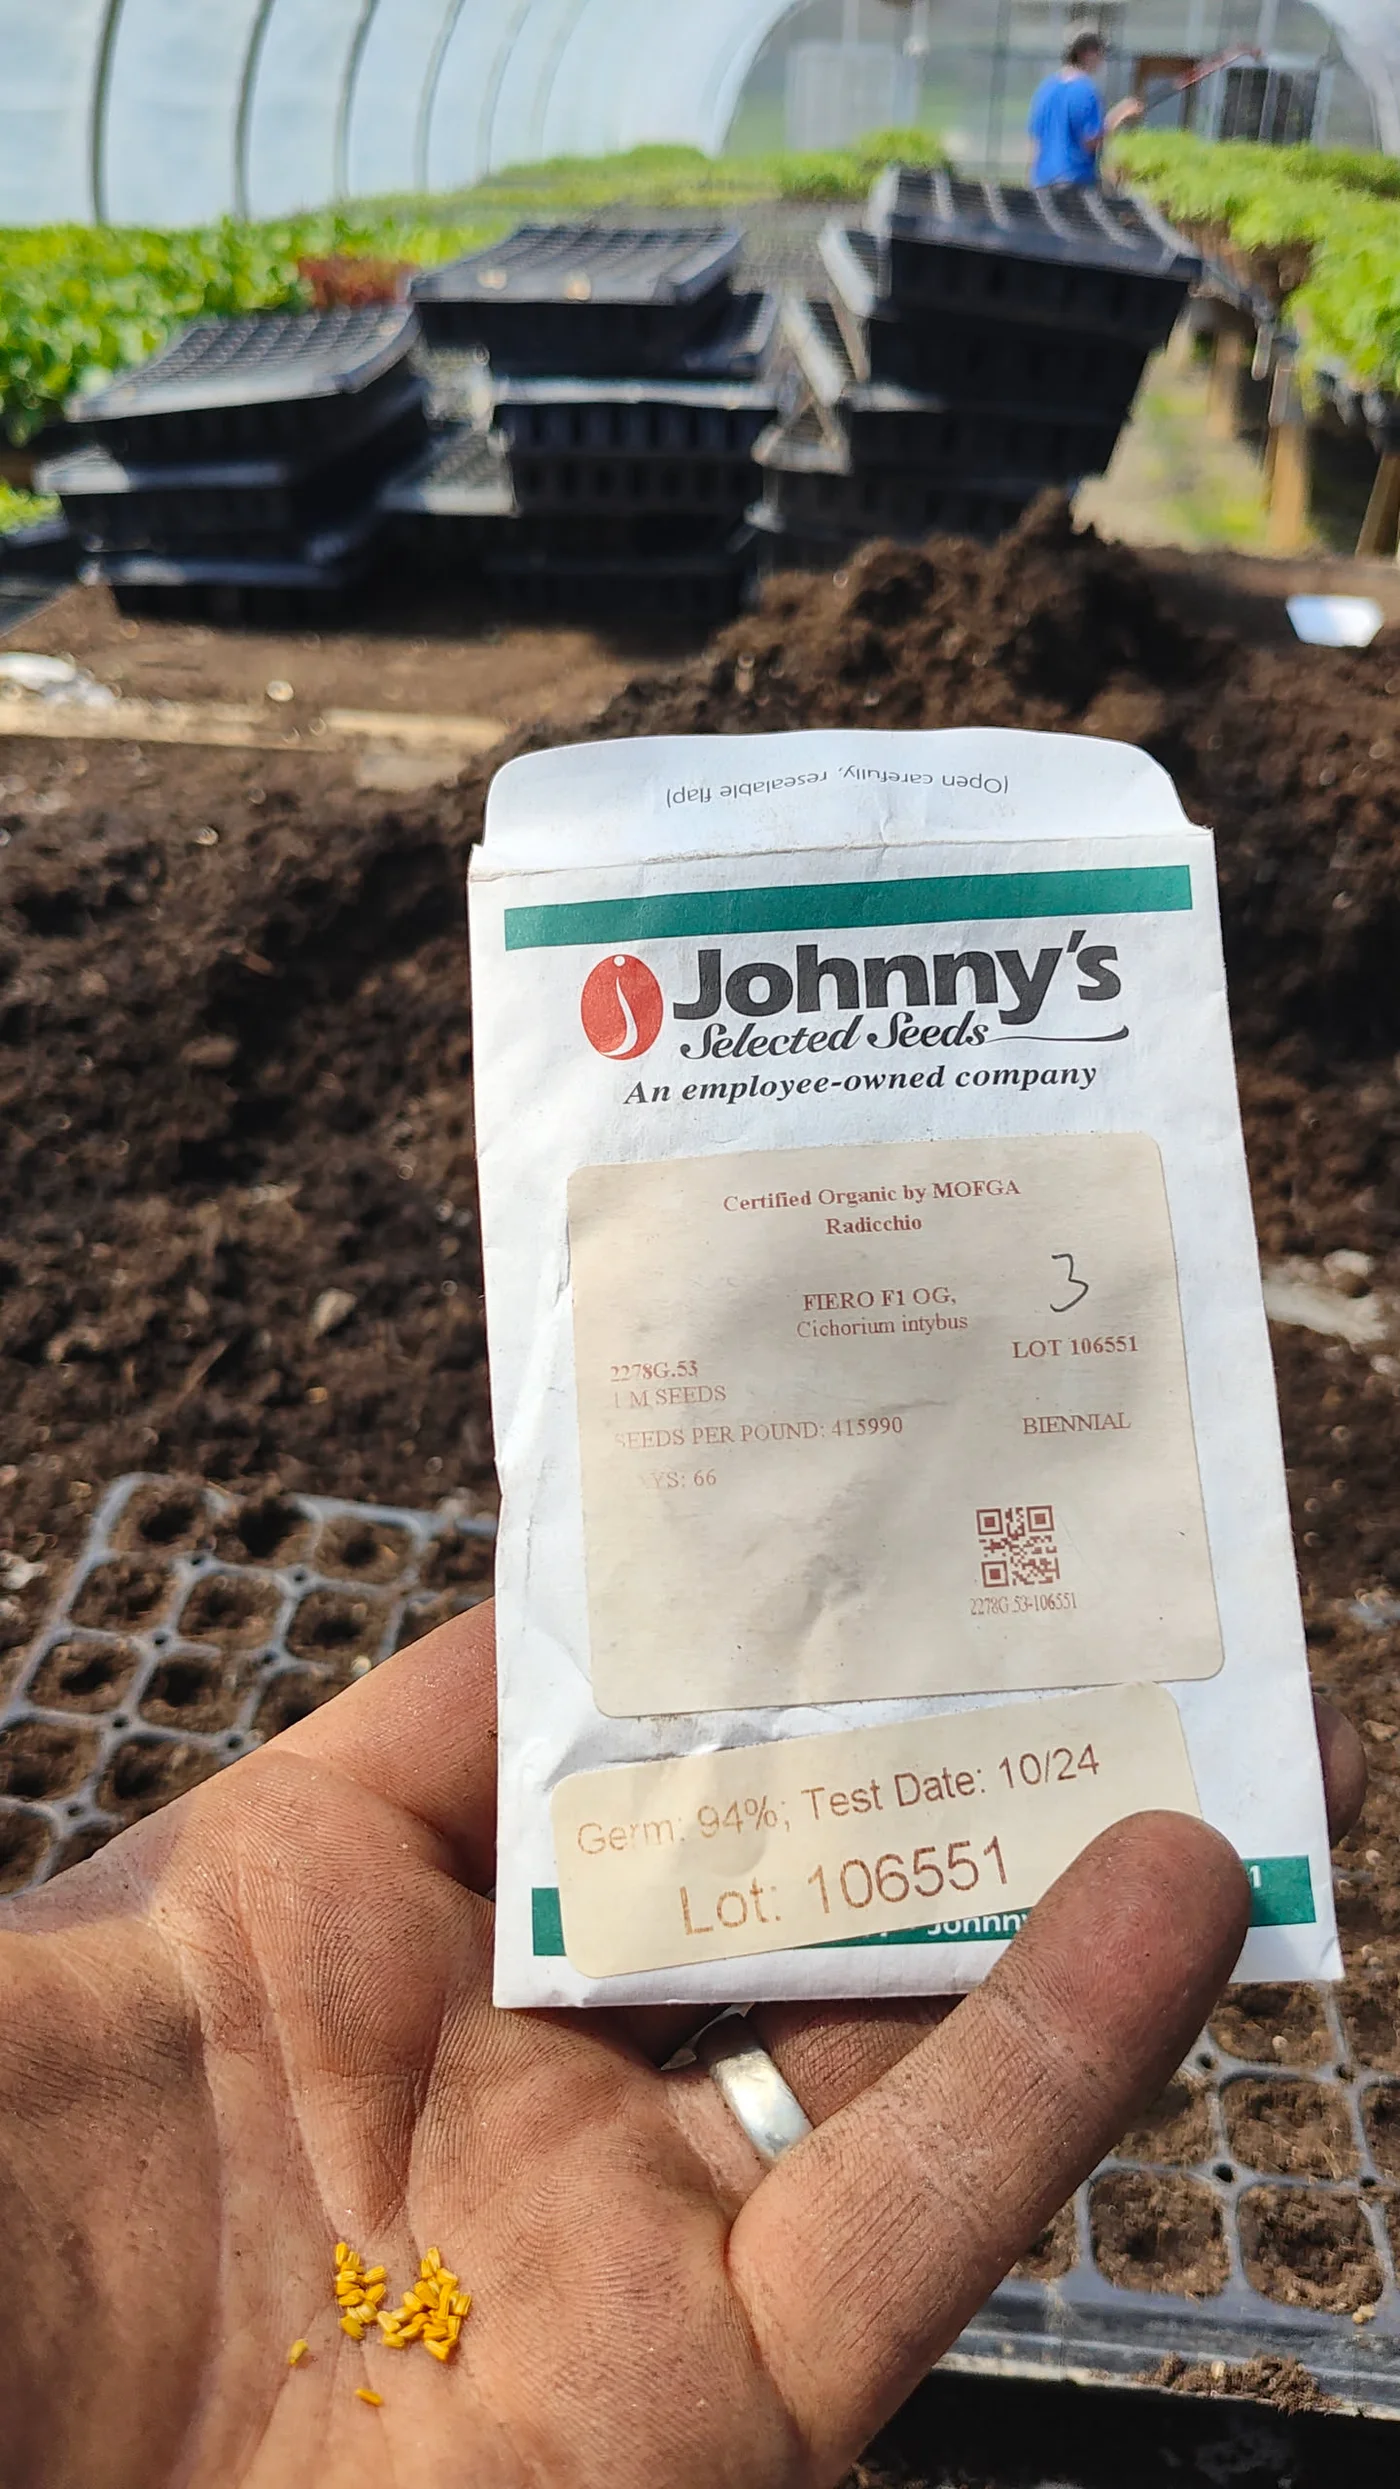 (Open carefully, resealable flap)
Johnny's
Selected Seeds
An employee-owned company
Certified Organic by MOFGA
Radicchio
3
FIERO F1 OG,
Cichorium intybus
LOT 106551
2278G.53
1 M SEEDS
SEEDS PER POUND: 415990
BIENNIAL
YS: 66
2278G.53-106551
Germ: 94%; Test Date: 10/24
Lot: 106551